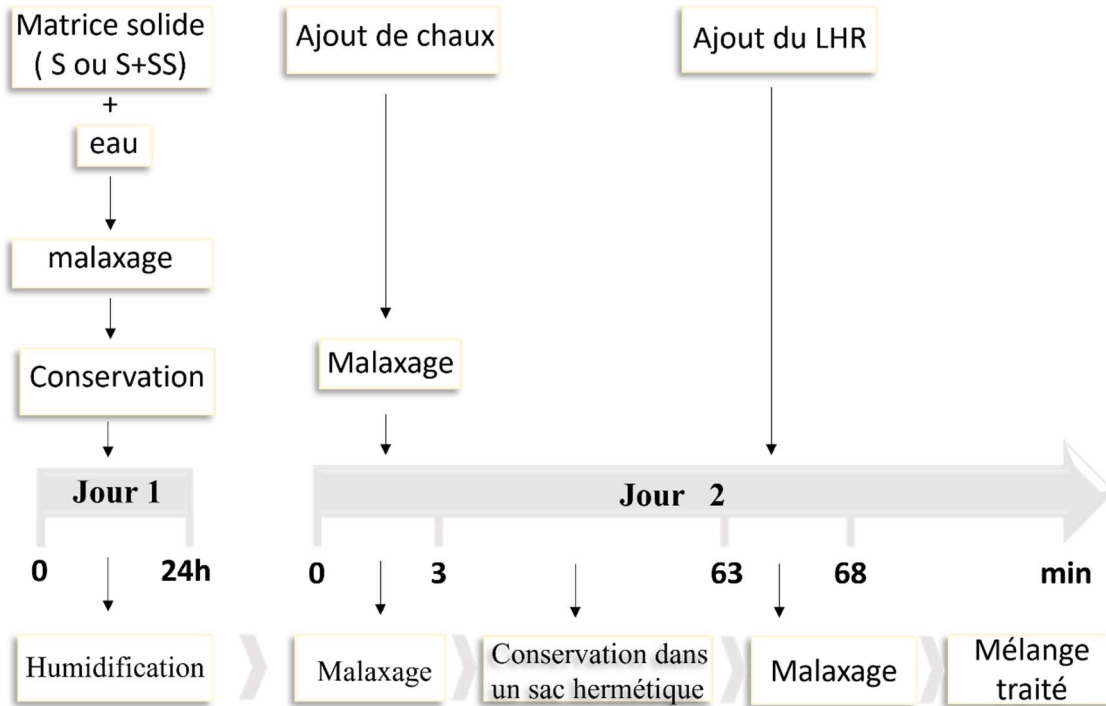 Matrice solide
( S ou S+SS)
+
eau
malaxage
Conservation
Ajout de chaux
Malaxage
Ajout du LHR
Jour 1
Jour 2
0
24h
0
3
63
68
min
Humidification
Malaxage
Conservation dans
un sac hermétique
Malaxage
Mélange
traité